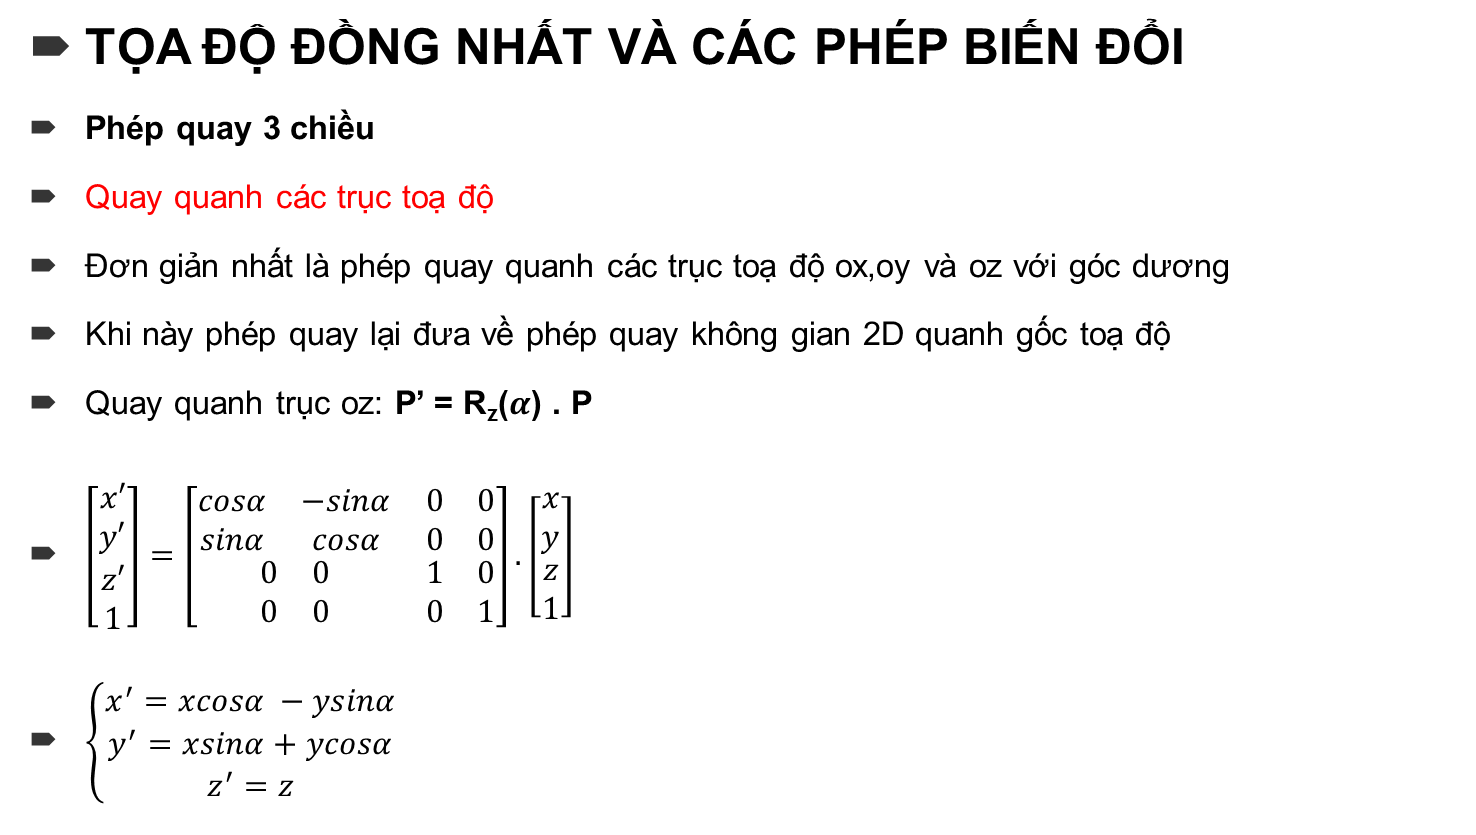 TỌA ĐỘ ĐỒNG NHẤT VÀ CÁC PHÉP BIẾN ĐỔI
Phép quay 3 chiều
Quay quanh các trục toạ độ
Đơn giản nhất là phép quay quanh các trục toạ độ ox,oy và oz với góc dương
Khi này phép quay lại đưa về phép quay không gian 2D quanh gốc toạ độ
Quay quanh trục oz: P’ = Rz(α) . P
[x′ y′ z′ 1] = [cosα −sinα 0 0; sinα cosα 0 0; 0 0 1 0; 0 0 0 1] . [x y z 1]
x′ = xcosα − ysinα
y′ = xsinα + ycosα
z′ = z